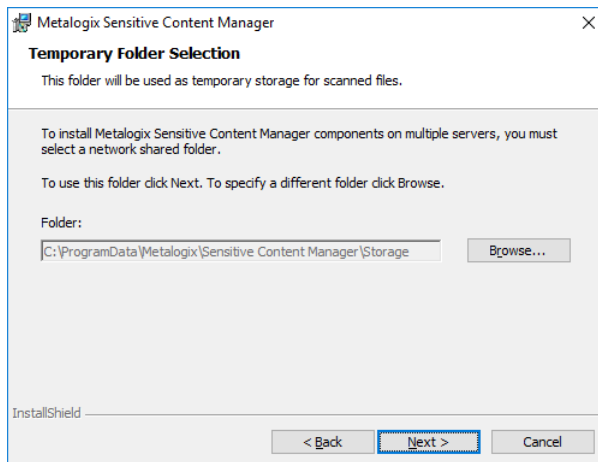 Metalogix Sensitive Content Manager
Temporary Folder Selection
This folder will be used as temporary storage for scanned files.
To install Metalogix Sensitive Content Manager components on multiple servers, you must
select a network shared folder.
To use this folder click Next. To specify a different folder click Browse.
Folder:
C:\ProgramData\Metalogix\Sensitive Content Manager\Storage
Browse...
InstallShield
< Back
Next >
Cancel